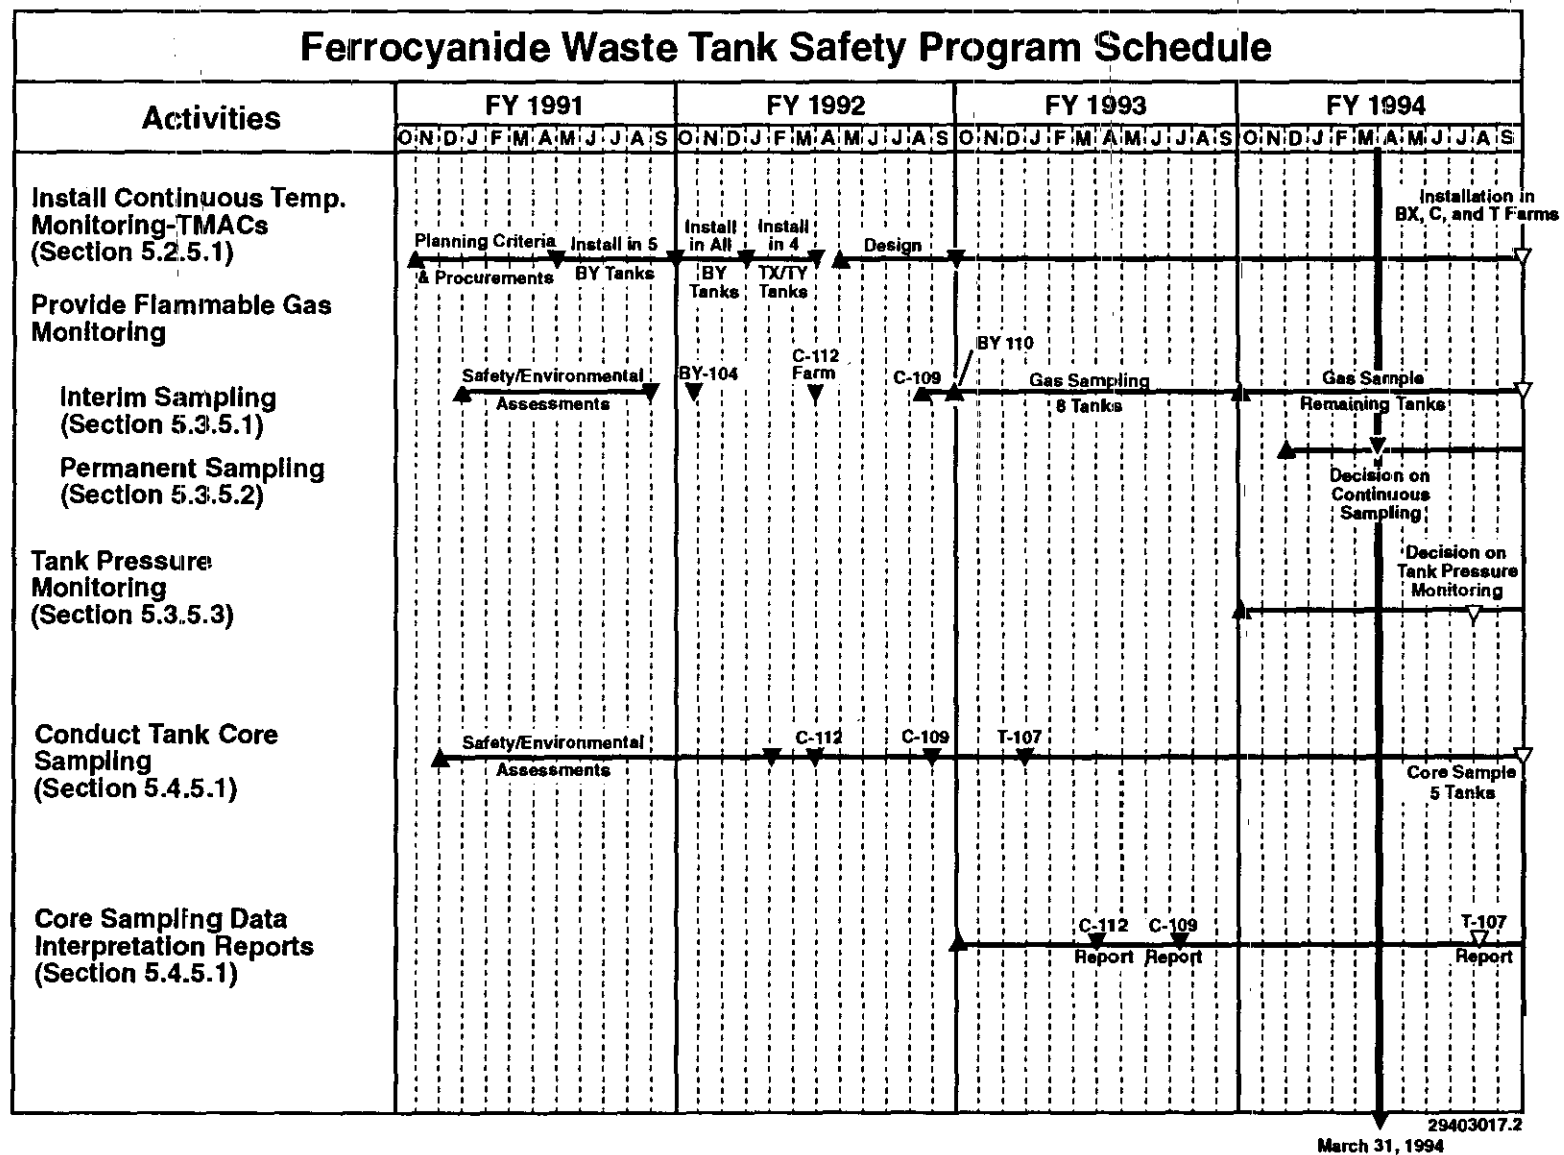 Ferrocyanide Waste Tank Safety Program Schedule
Activities
FY 1991
FY 1992
FY 1993
FY 1994
O N D J F M A M J J A S O N D J F M A M J J A S O N D J F M A M J J A S O N D J F M A M J J A S
Install Continuous Temp.
Monitoring-TMACs
(Section 5.2.5.1)
Planning Criteria
& Procurements
Install in 5
BY Tanks
Install
in All
BY
Tanks
Install
in 4
TX/TY
Tanks
Design
Installation in
BX, C, and T Farms
Provide Flammable Gas
Monitoring
Interim Sampling
(Section 5.3.5.1)
Safety/Environmental
Assessments
BY-104
C-112
Farm
C-109
BY 110
Gas Sampling
8 Tanks
Gas Sample
Remaining Tanks
Permanent Sampling
(Section 5.3.5.2)
Decision on
Continuous
Sampling
Tank Pressure
Monitoring
(Section 5.3.5.3)
Decision on
Tank Pressure
Monitoring
Conduct Tank Core
Sampling
(Section 5.4.5.1)
Safety/Environmental
Assessments
C-112
C-109
T-107
Core Sample
5 Tanks
Core Sampling Data
Interpretation Reports
(Section 5.4.5.1)
C-112
Report
C-109
Report
T-107
Report
29403017.2
March 31, 1994